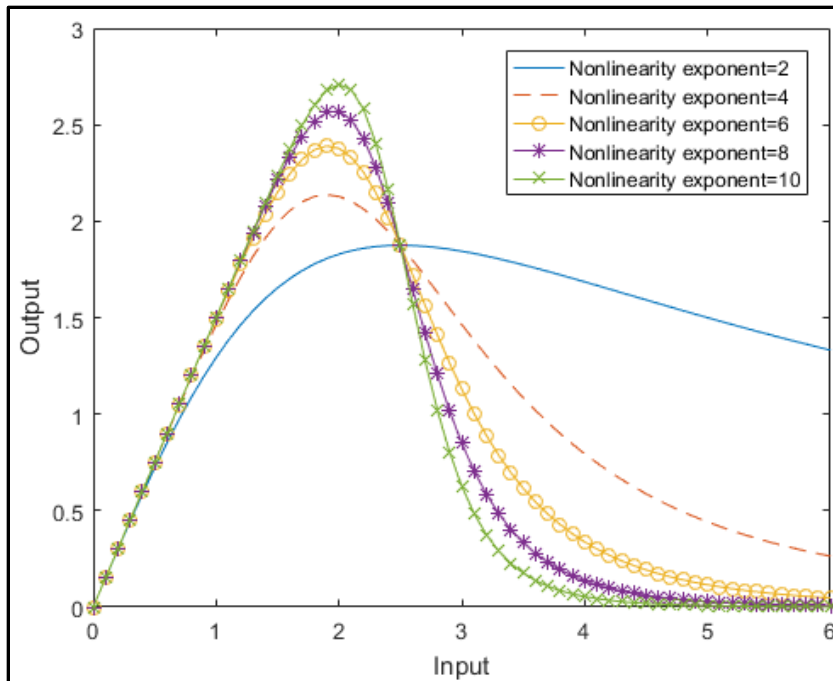 3
2.5
2
1.5
1
0.5
0
Output
Nonlinearity exponent=2
Nonlinearity exponent=4
Nonlinearity exponent=6
Nonlinearity exponent=8
Nonlinearity exponent=10
0 1 2 3 4 5 6
Input